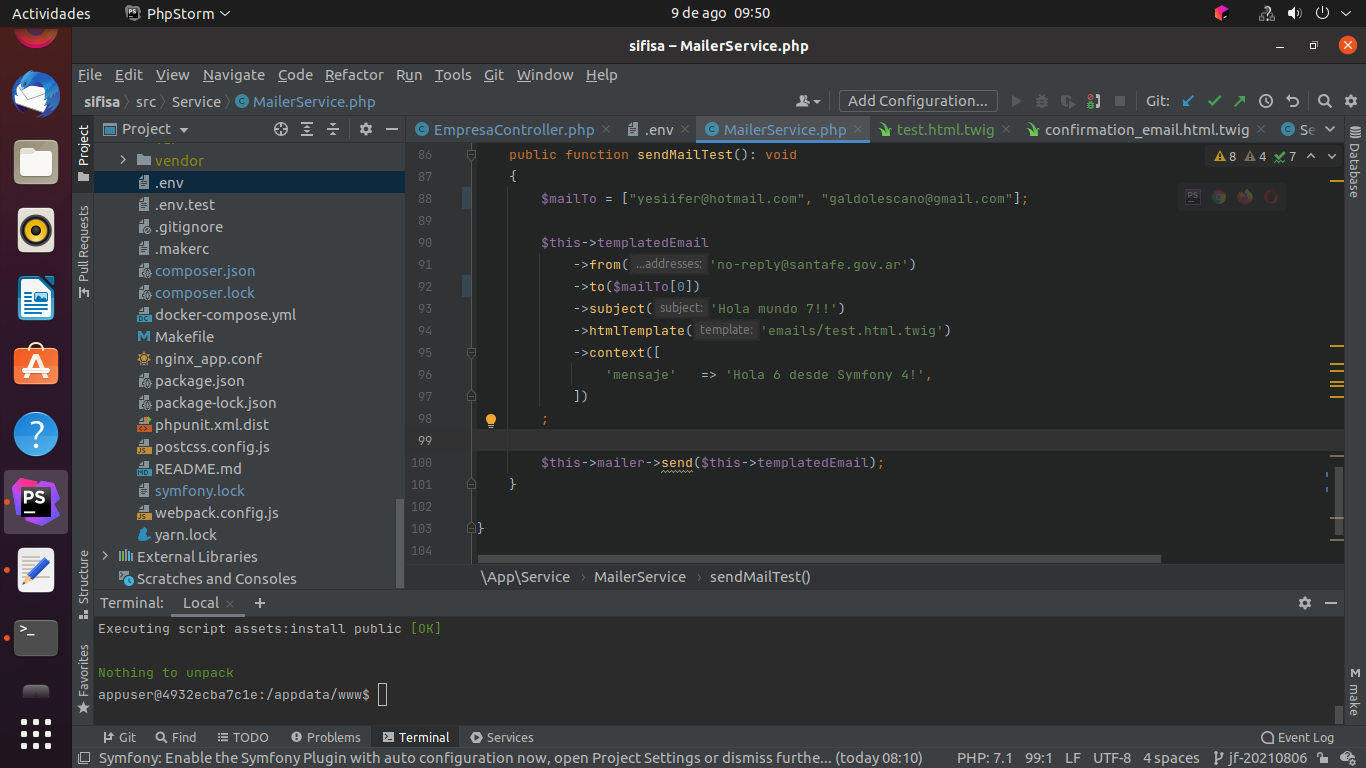 Actividades PhpStorm 9 de ago 09:50
sifisa – MailerService.php
File Edit View Navigate Code Refactor Run Tools Git Window Help
sifisa src Service MailerService.php Add Configuration... Git:
Project EmpresaController.php .env MailerService.php test.html.twig confirmation_email.html.twig Se
Project
Pull Requests
Structure
Favorites
Database
make
vendor
.env
.env.test
.gitignore
.makerc
composer.json
composer.lock
docker-compose.yml
Makefile
nginx_app.conf
package.json
package-lock.json
phpunit.xml.dist
postcss.config.js
README.md
symfony.lock
webpack.config.js
yarn.lock
External Libraries
Scratches and Consoles
8 4 7
86 public function sendMailTest(): void
87 {
88 $mailTo = ["yesiifer@hotmail.com", "galdolescano@gmail.com"];
89
90 $this->templatedEmail
91 ->from( ...addresses: 'no-reply@santafe.gov.ar')
92 ->to($mailTo[0])
93 ->subject( subject: 'Hola mundo 7!!')
94 ->htmlTemplate( template: 'emails/test.html.twig')
95 ->context([
96 'mensaje' => 'Hola 6 desde Symfony 4!',
97 ])
98 ;
99
100 $this->mailer->send($this->templatedEmail);
101 }
102
103 }
104
\App\Service MailerService sendMailTest()
Terminal: Local
Executing script assets:install public [OK]
Nothing to unpack
appuser@4932ecba7c1e:/appdata/www$
Git Find TODO Problems Terminal Services Event Log
Symfony: Enable the Symfony Plugin with auto configuration now, open Project Settings or dismiss furthe... (today 08:10) PHP: 7.1 99:1 LF UTF-8 4 spaces jf-20210806